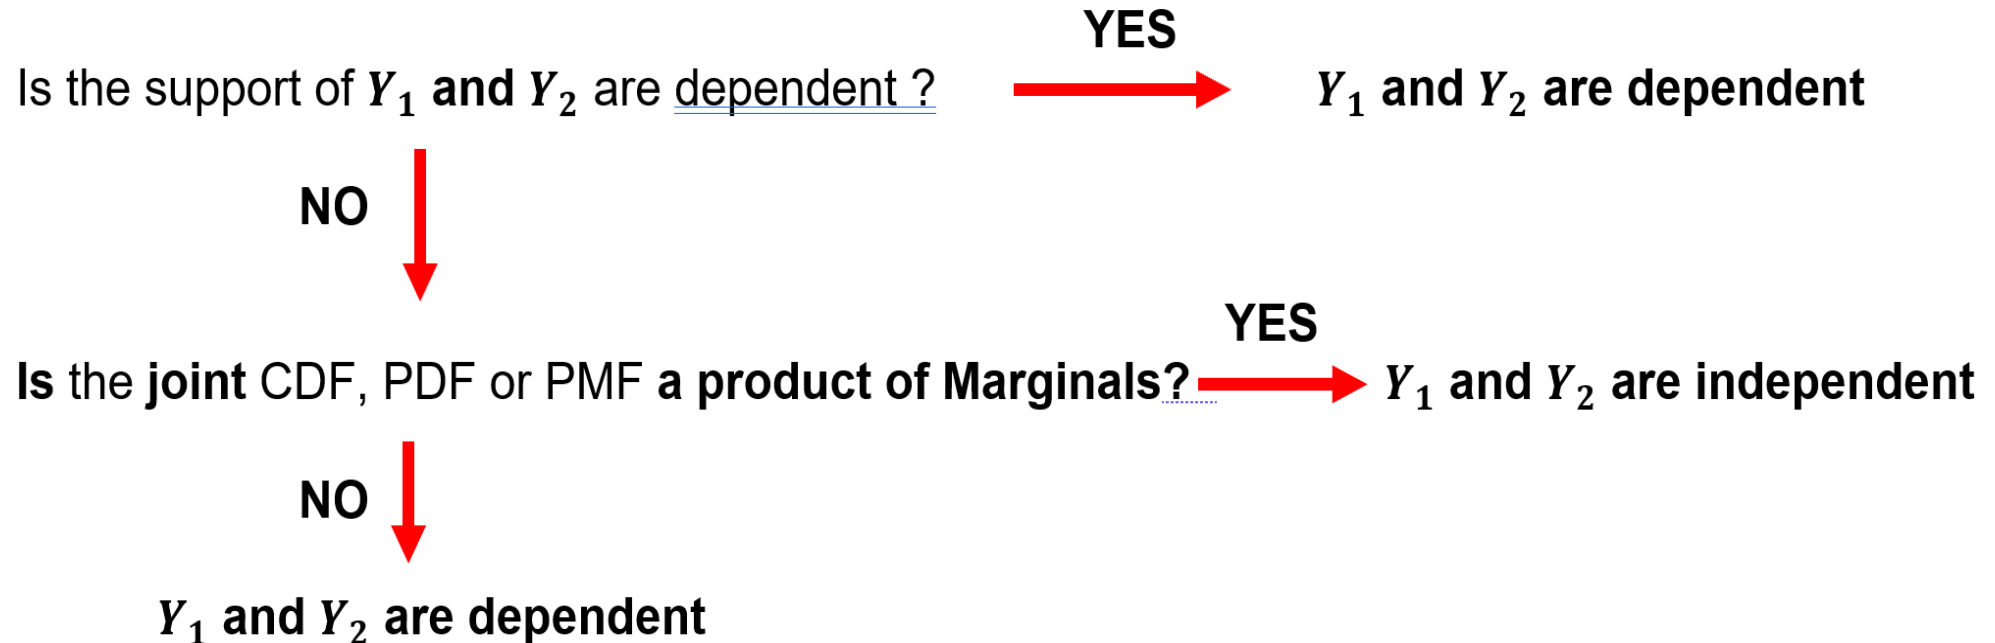 YES
Is the support of Y₁ and Y₂ are dependent ?
Y₁ and Y₂ are dependent
NO
YES
Is the joint CDF, PDF or PMF a product of Marginals?
Y₁ and Y₂ are independent
NO
Y₁ and Y₂ are dependent